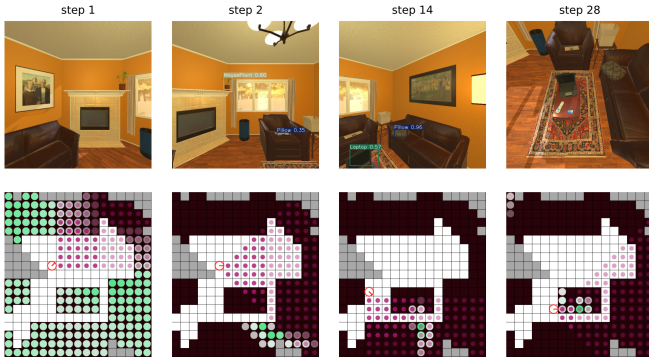 step 1
step 2
step 14
step 28
HousePlant 0.60
Pillow 0.35
Pillow 0.96
Laptop 0.57